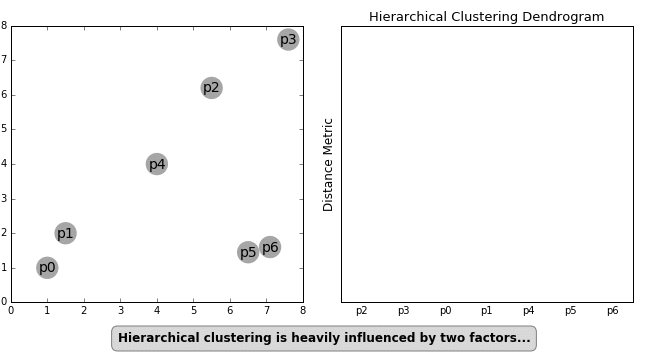 Hierarchical Clustering Dendrogram
8
7
6
5
4
3
2
1
0
p3
p2
p4
p1
p0
p5 p6
0 1 2 3 4 5 6 7 8
Distance Metric
p2 p3 p0 p1 p4 p5 p6
Hierarchical clustering is heavily influenced by two factors...